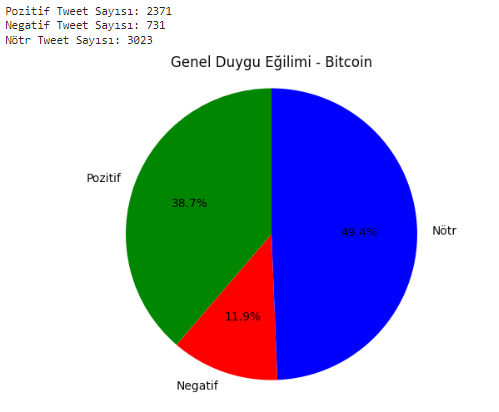 Pozitif Tweet Sayısı: 2371
Negatif Tweet Sayısı: 731
Nötr Tweet Sayısı: 3023
Genel Duygu Eğilimi - Bitcoin
Pozitif
38.7%
49.4%
Nötr
11.9%
Negatif